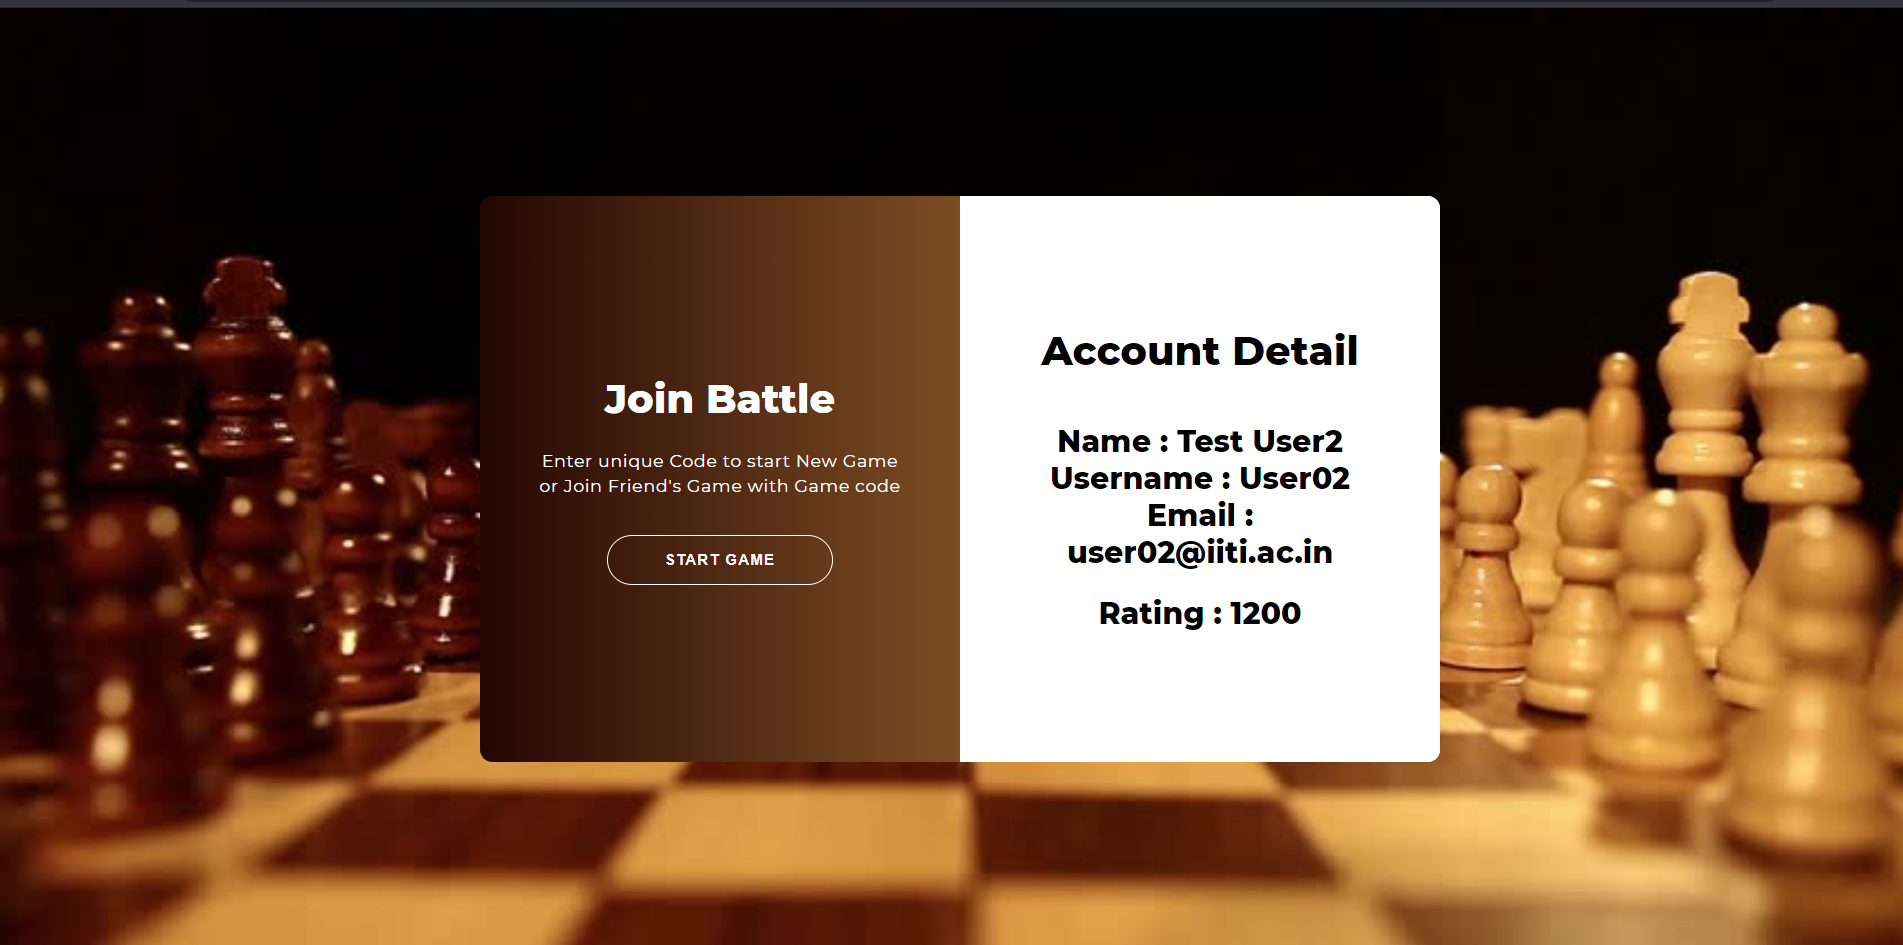 Join Battle
Enter unique Code to start New Game
or Join Friend's Game with Game code
START GAME
Account Detail
Name : Test User2
Username : User02
Email :
user02@iiti.ac.in
Rating : 1200